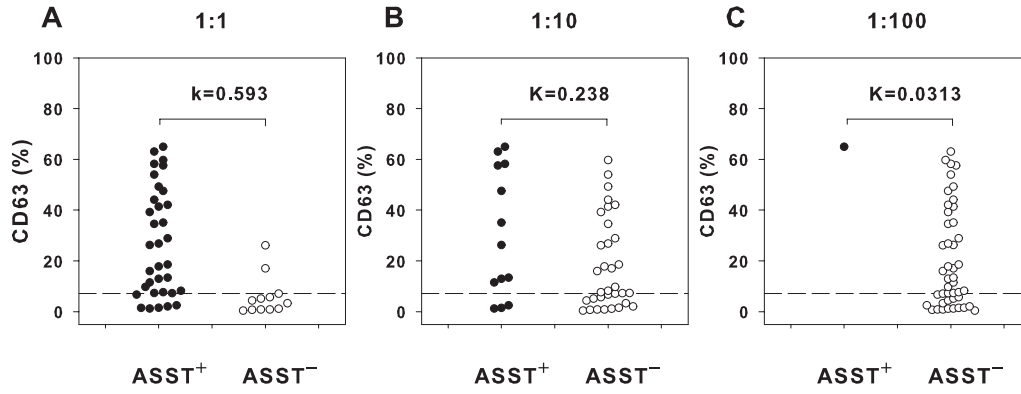 A 1:1
B 1:10
C 1:100
CD63 (%)
100
80
60
40
20
0
k=0.593
ASST+ ASST−
CD63 (%)
100
80
60
40
20
0
K=0.238
ASST+ ASST−
CD63 (%)
100
80
60
40
20
0
K=0.0313
ASST+ ASST−